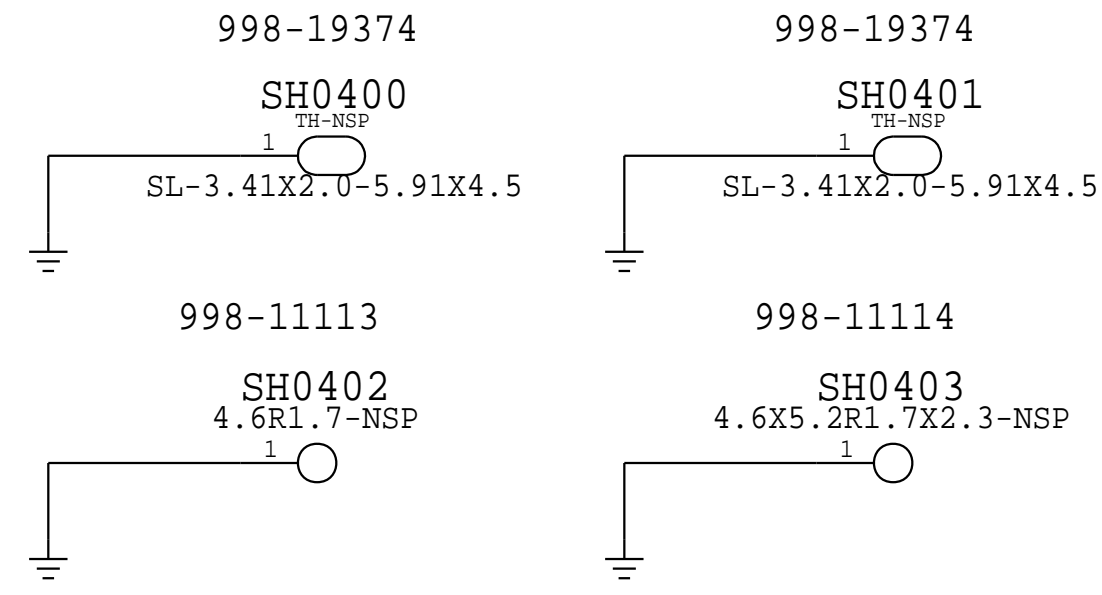 998-19374
998-19374
SH0400
SH0401
TH-NSP
TH-NSP
1
1
SL-3.41X2.0-5.91X4.5
SL-3.41X2.0-5.91X4.5
998-11113
998-11114
SH0402
SH0403
4.6R1.7-NSP
4.6X5.2R1.7X2.3-NSP
1
1